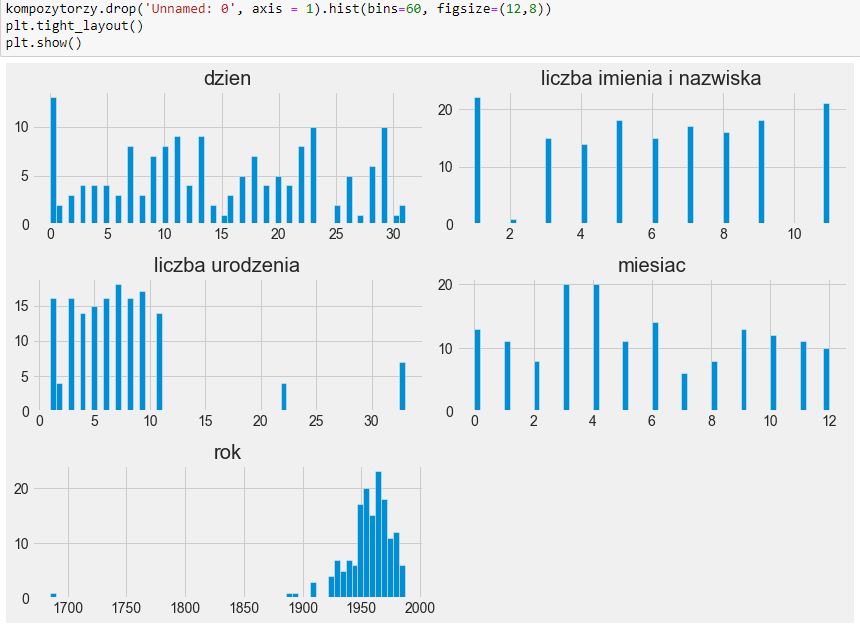 kompozytorzy.drop('Unnamed: 0', axis = 1).hist(bins=60, figsize=(12,8))
plt.tight_layout()
plt.show()
dzien
10
5
0
0 5 10 15 20 25 30
liczba imienia i nazwiska
20
10
0
2 4 6 8 10
liczba urodzenia
15
10
5
0
0 5 10 15 20 25 30
miesiac
20
10
0
0 2 4 6 8 10 12
rok
20
10
0
1700 1750 1800 1850 1900 1950 2000